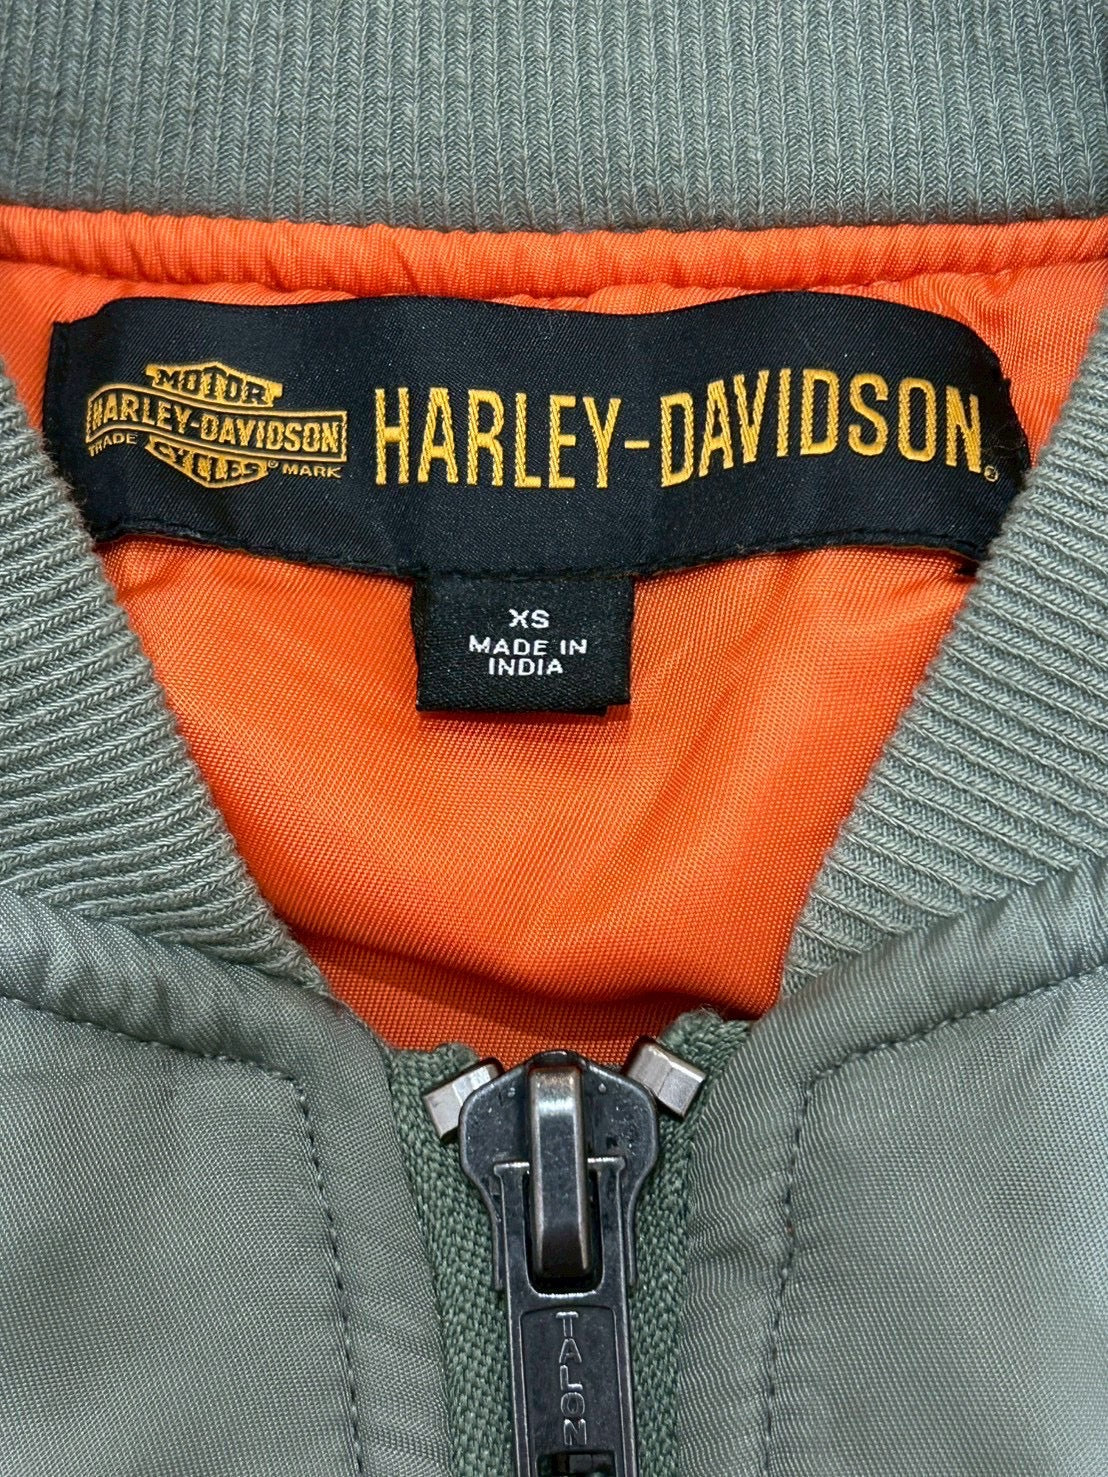 MOTOR
HARLEY-DAVIDSON
TRADE CYCLES® MARK
HARLEY-DAVIDSON®
XS
MADE IN
INDIA
TALON